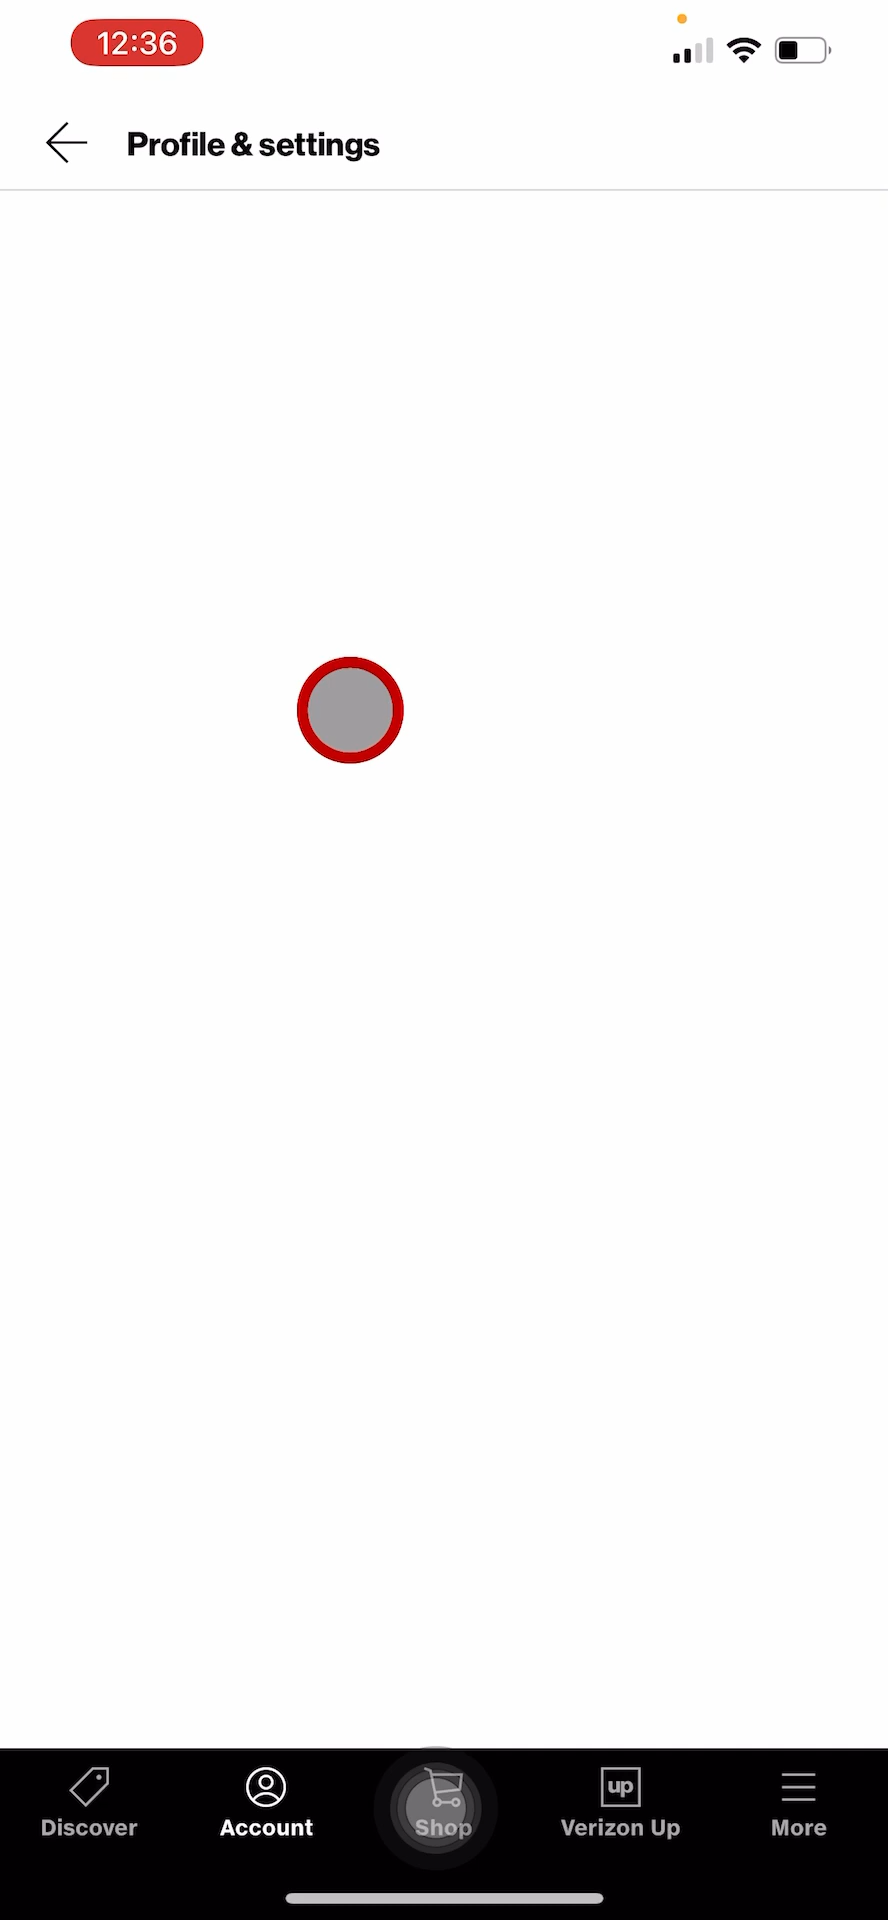 12:36
Profile & settings
up
Discover
Account
Shop
Verizon Up
More